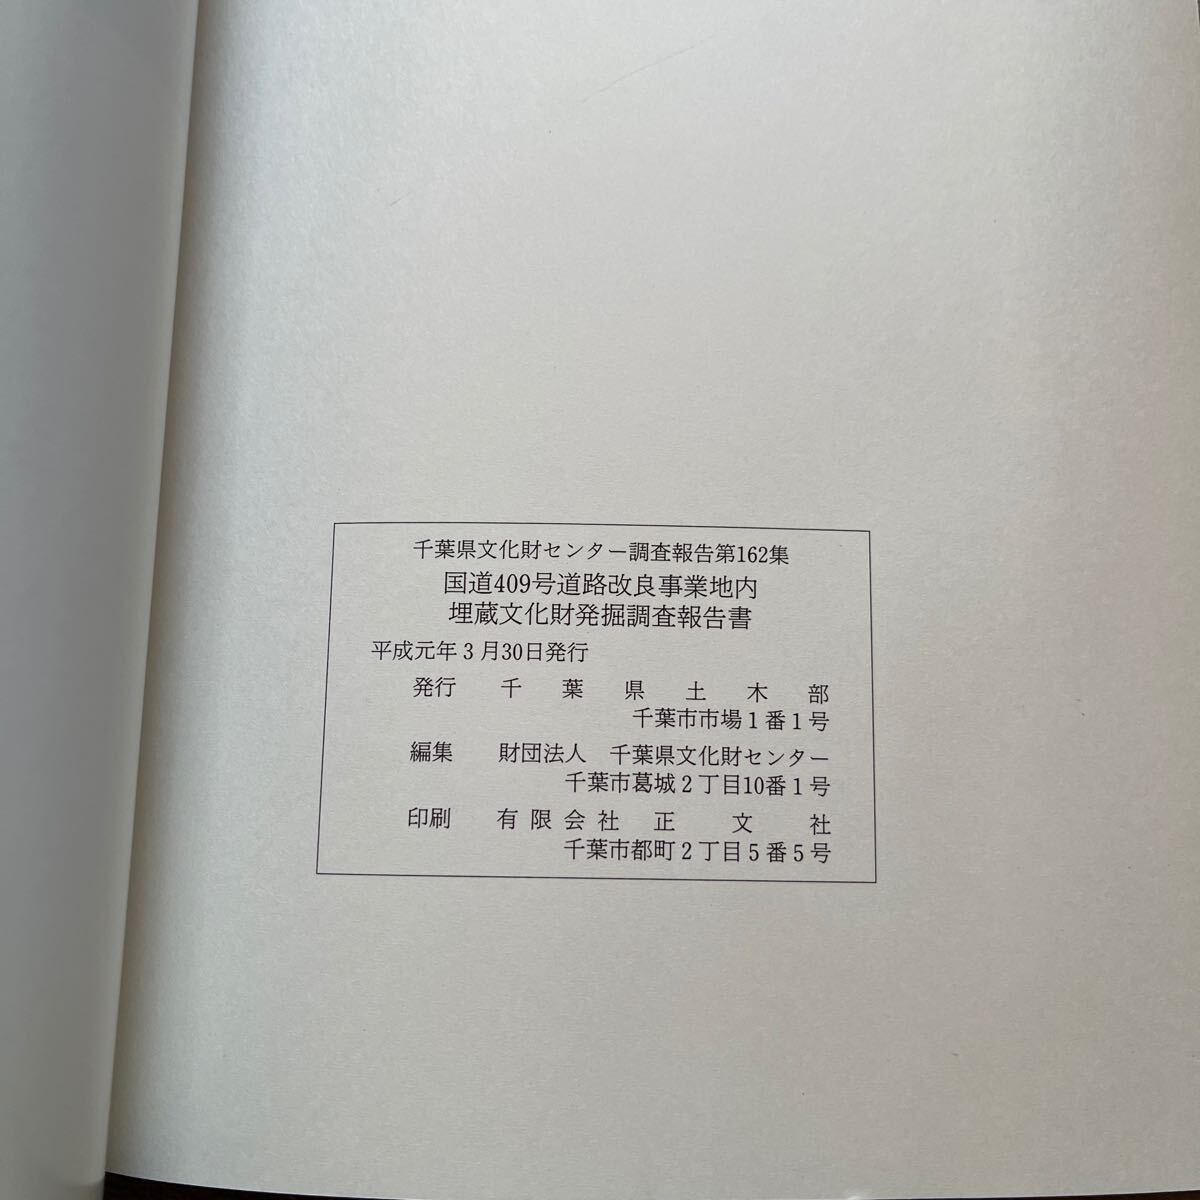 千葉県文化財センター調査報告第162集
国道409号道路改良事業地内
埋蔵文化財発掘調査報告書
平成元年3月30日発行
発行 千葉県土木部
千葉市市場1番1号
編集 財団法人 千葉県文化財センター
千葉市葛城2丁目10番1号
印刷 有限会社 正文社
千葉市都町2丁目5番5号